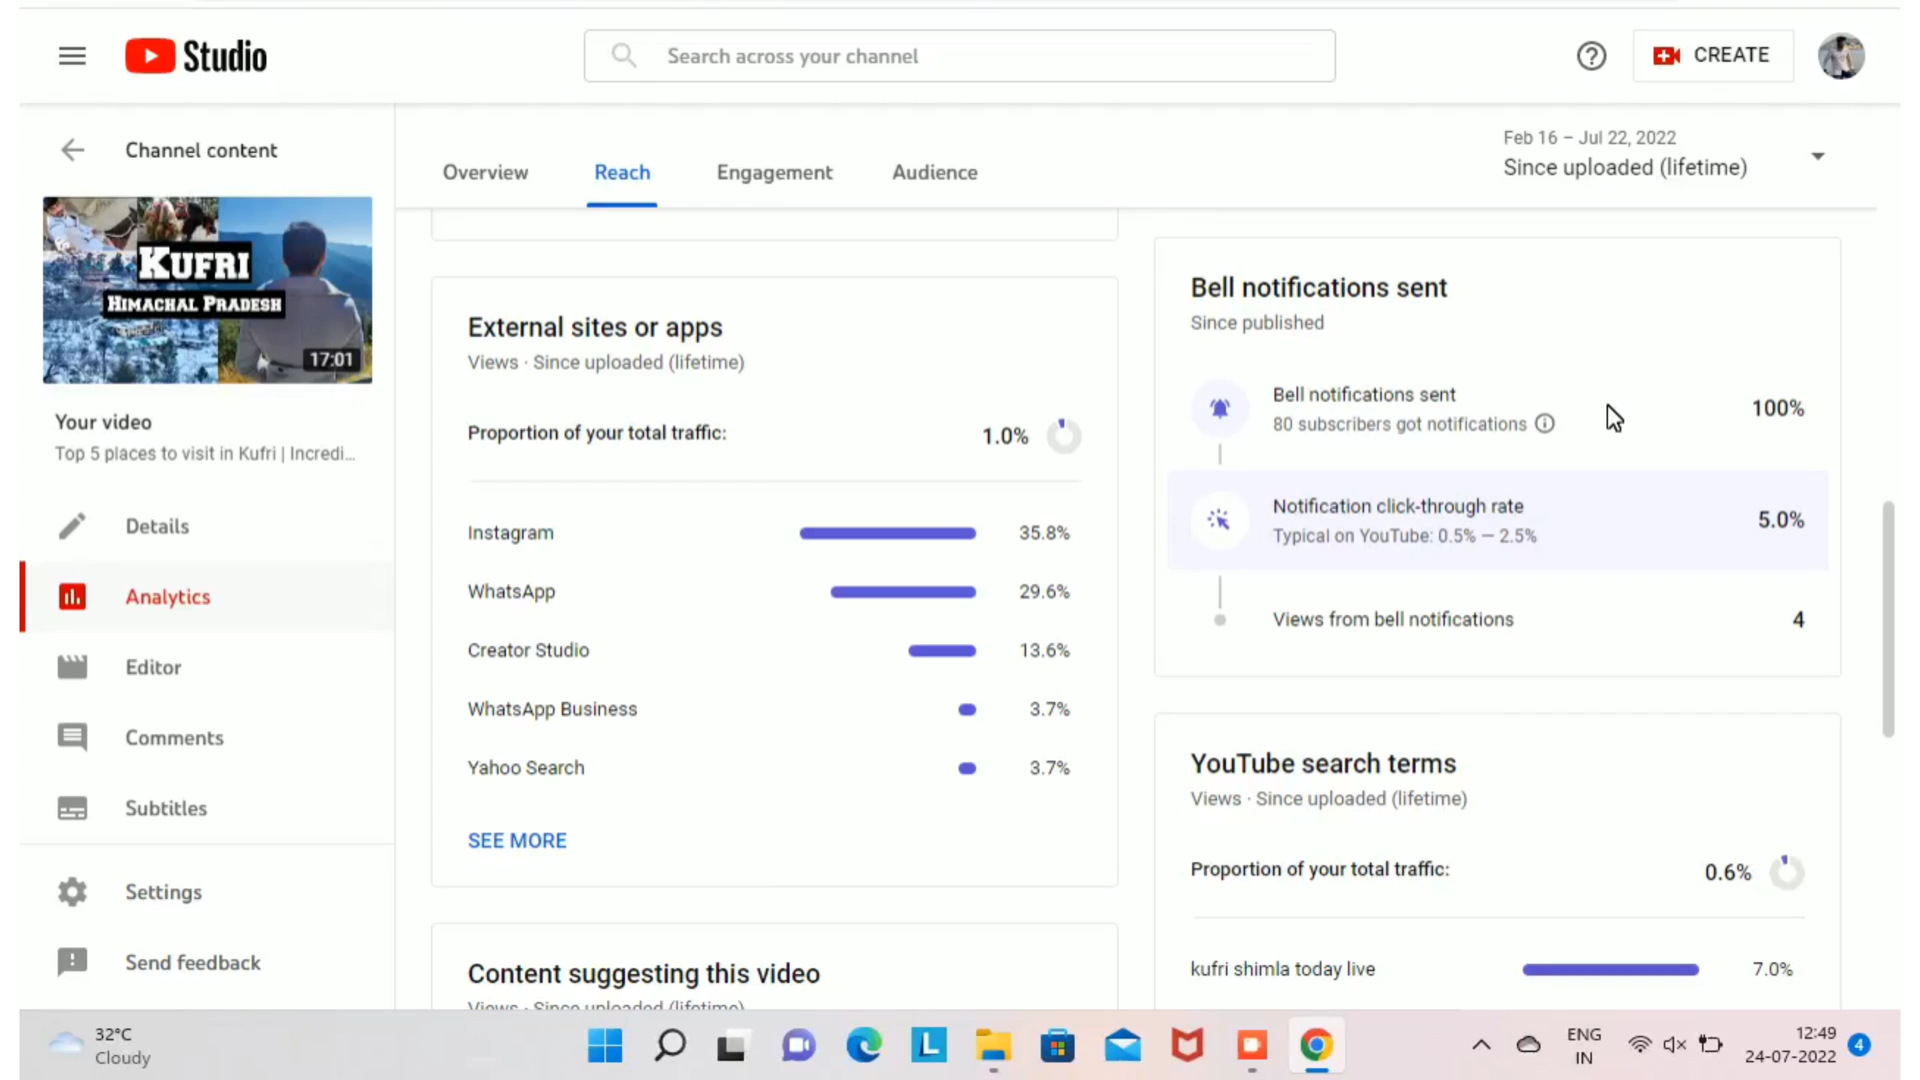 Studio
Search across your channel
CREATE
Channel content
KUFRI
HIMACHAL PRADESH
17:01
Your video
Top 5 places to visit in Kufri | Incredi...
Details
Analytics
Editor
Comments
Subtitles
Settings
Send feedback
Overview
Reach
Engagement
Audience
Feb 16 – Jul 22, 2022
Since uploaded (lifetime)
External sites or apps
Views · Since uploaded (lifetime)
Proportion of your total traffic: 1.0%
Instagram 35.8%
WhatsApp 29.6%
Creator Studio 13.6%
WhatsApp Business 3.7%
Yahoo Search 3.7%
SEE MORE
Content suggesting this video
Views · Since uploaded (lifetime)
Bell notifications sent
Since published
Bell notifications sent 100%
80 subscribers got notifications
Notification click-through rate 5.0%
Typical on YouTube: 0.5% – 2.5%
Views from bell notifications 4
YouTube search terms
Views · Since uploaded (lifetime)
Proportion of your total traffic: 0.6%
kufri shimla today live 7.0%
32°C
Cloudy
L
ENG
IN
12:49
24-07-2022
4